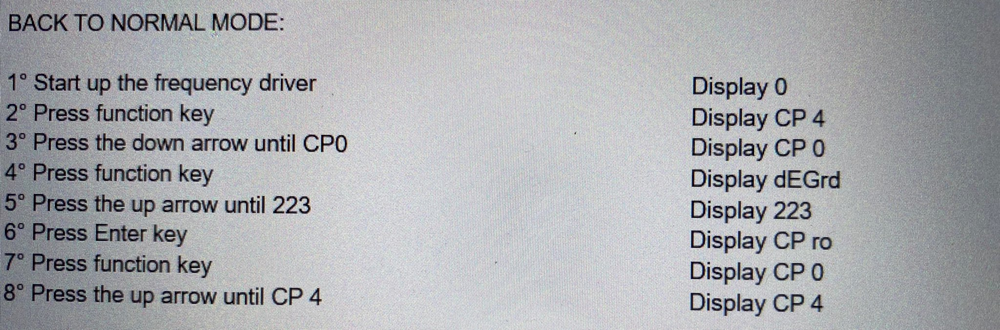 BACK TO NORMAL MODE:
1° Start up the frequency driver Display 0
2° Press function key Display CP 4
3° Press the down arrow until CP0 Display CP 0
4° Press function key Display dEGrd
5° Press the up arrow until 223 Display 223
6° Press Enter key Display CP ro
7° Press function key Display CP 0
8° Press the up arrow until CP 4 Display CP 4